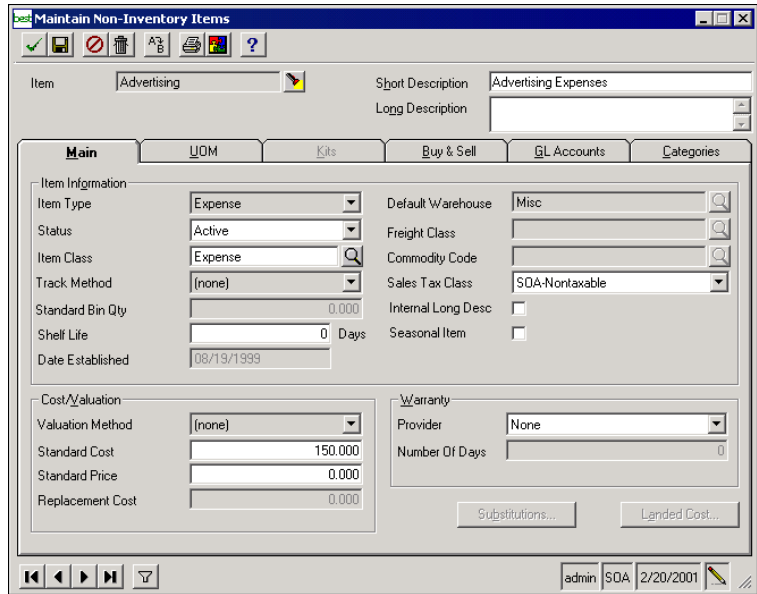 best Maintain Non-Inventory Items
Item Advertising Short Description Advertising Expenses
Long Description
Main UOM Kits Buy & Sell GL Accounts Categories
Item Information
Item Type Expense Default Warehouse Misc
Status Active Freight Class
Item Class Expense Commodity Code
Track Method (none) Sales Tax Class SOA-Nontaxable
Standard Bin Qty 0.000 Internal Long Desc
Shelf Life 0 Days Seasonal Item
Date Established 08/19/1999
Cost/Valuation Warranty
Valuation Method (none) Provider None
Standard Cost 150.000 Number Of Days 0
Standard Price 0.000
Replacement Cost 0.000
Substitutions... Landed Cost...
admin SOA 2/20/2001